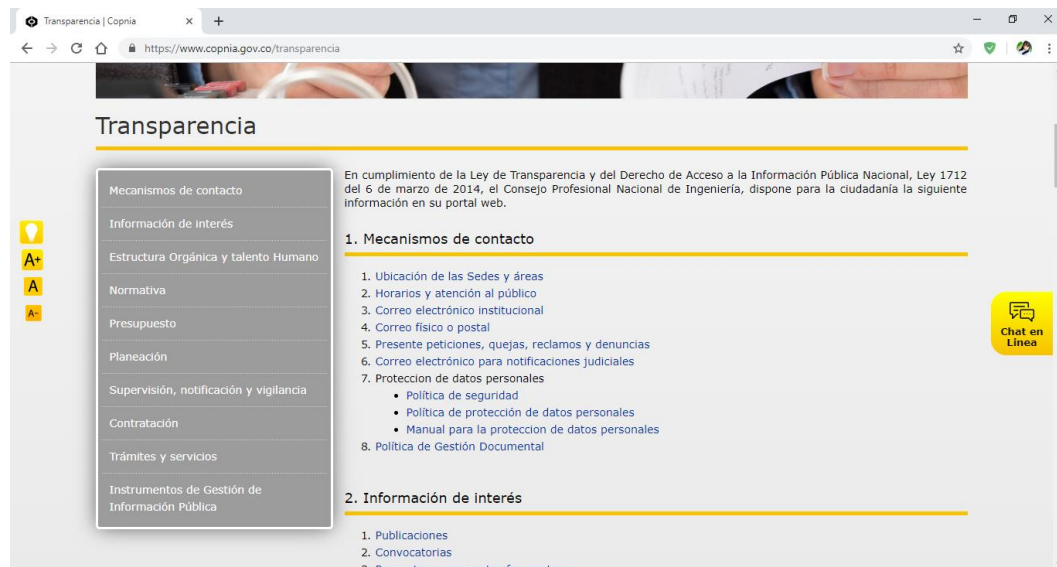 Transparencia | Copnia
https://www.copnia.gov.co/transparencia
Transparencia
Mecanismos de contacto
Información de interés
Estructura Orgánica y talento Humano
Normativa
Presupuesto
Planeación
Supervisión, notificación y vigilancia
Contratación
Trámites y servicios
Instrumentos de Gestión de
Información Pública
A+
A
A-
En cumplimiento de la Ley de Transparencia y del Derecho de Acceso a la Información Pública Nacional, Ley 1712
del 6 de marzo de 2014, el Consejo Profesional Nacional de Ingeniería, dispone para la ciudadanía la siguiente
información en su portal web.
1. Mecanismos de contacto
1. Ubicación de las Sedes y áreas
2. Horarios y atención al público
3. Correo electrónico institucional
4. Correo físico o postal
5. Presente peticiones, quejas, reclamos y denuncias
6. Correo electrónico para notificaciones judiciales
7. Proteccion de datos personales
• Política de seguridad
• Política de protección de datos personales
• Manual para la proteccion de datos personales
8. Política de Gestión Documental
2. Información de interés
1. Publicaciones
2. Convocatorias
Chat en
Línea